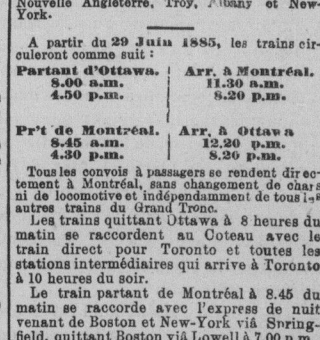 Nouvelle Angleterre, Troy, Albany et New-
York.
A partir du 29 Juin 1885, les trains cir-
culeront comme suit :
Partant d'Ottawa. Arr. à Montréal.
8.00 a.m. 11.30 a.m.
4.50 p.m. 8.20 p.m.
Pr't de Montréal. Arr. à Ottawa
8.45 a.m. 12.20 p.m.
4.30 p.m. 8.20 p.m.
Tous les convois à passagers se rendent direc-
tement à Montréal, sans changement de chars
ni de locomotive et indépendamment de tous les
autres trains du Grand Tronc.
Les trains quittant Ottawa à 8 heures du
matin se raccordent au Coteau avec le
train direct pour Toronto et toutes les
stations intermédiaires qui arrive à Toronto
à 10 heures du soir.
Le train partant de Montréal à 8.45 du
matin se raccorde avec l'express de nuit
venant de Boston et New-York viâ Spring-
field, quittant Boston viâ Lowell à 7.00 p.m.